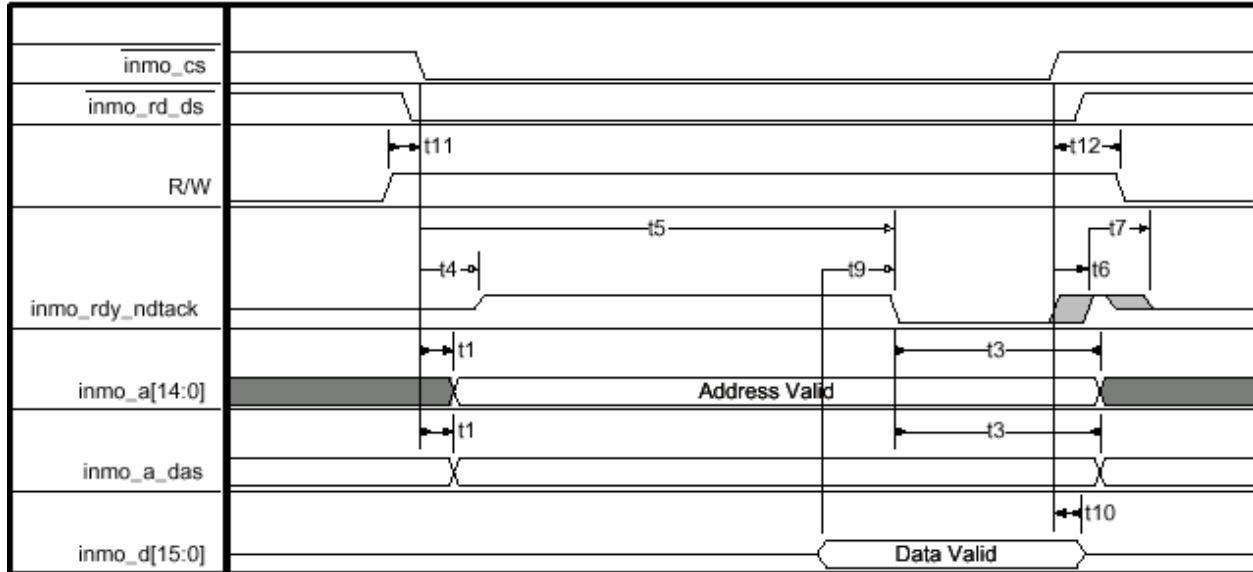 inmo_cs
inmo_rd_ds
t11
t12
R/W
t5
t7
t4
t9
t6
inmo_rdy_ndtack
t1
t3
inmo_a[14:0]
Address Valid
t1
t3
inmo_a_das
t10
inmo_d[15:0]
Data Valid